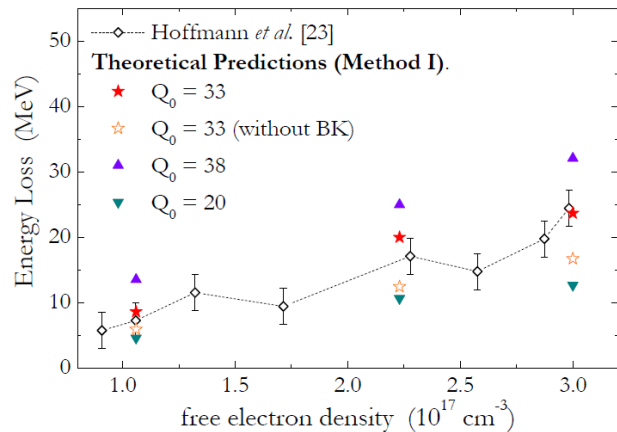 Hoffmann et al. [23]
Theoretical Predictions (Method I).
Q0 = 33
Q0 = 33 (without BK)
Q0 = 38
Q0 = 20
Energy Loss (MeV)
50
40
30
20
10
0
1.0 1.5 2.0 2.5 3.0
free electron density (10^17 cm^-3)